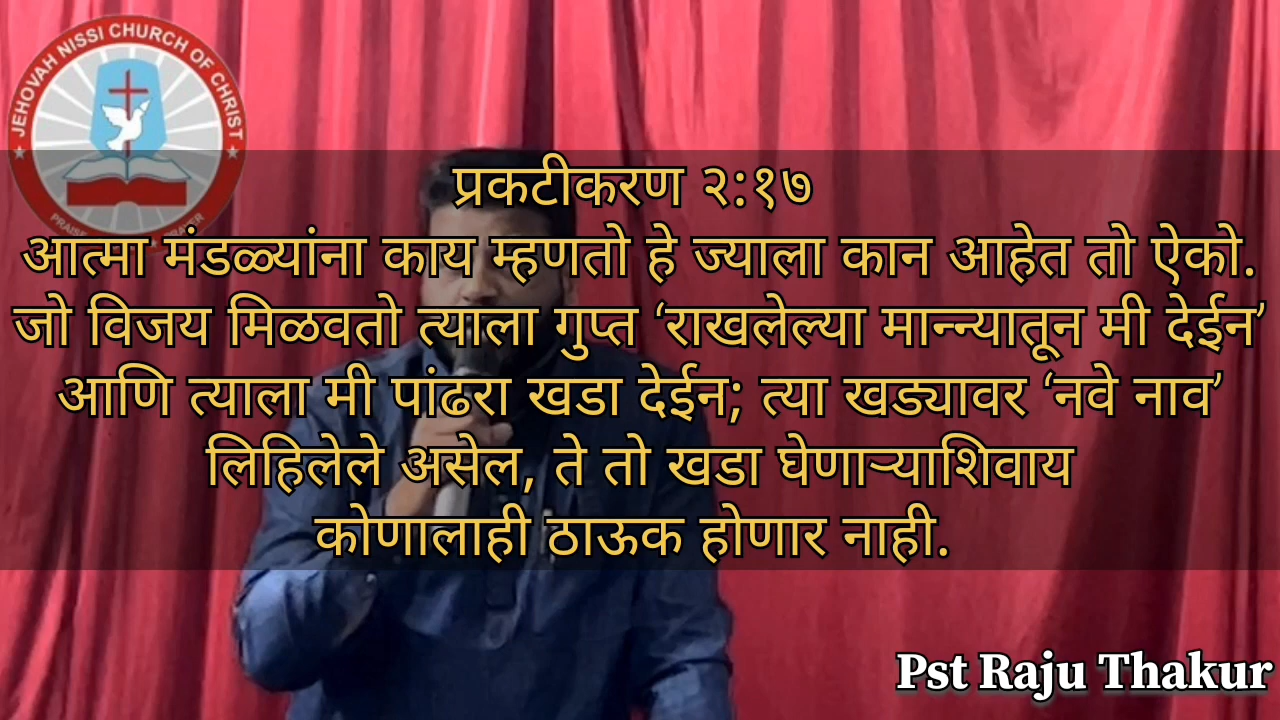 JEHOVAH NISSI CHURCH OF CHRIST
प्रकटीकरण २:१७
आत्मा मंडळ्यांना काय म्हणतो हे ज्याला कान आहेत तो ऐको.
जो विजय मिळवतो त्याला गुप्त ‘राखलेल्या मान्न्यातून मी देईन’
आणि त्याला मी पांढरा खडा देईन; त्या खड्यावर ‘नवे नाव’
लिहिलेले असेल, ते तो खडा घेणाऱ्याशिवाय
कोणालाही ठाऊक होणार नाही.
Pst Raju Thakur